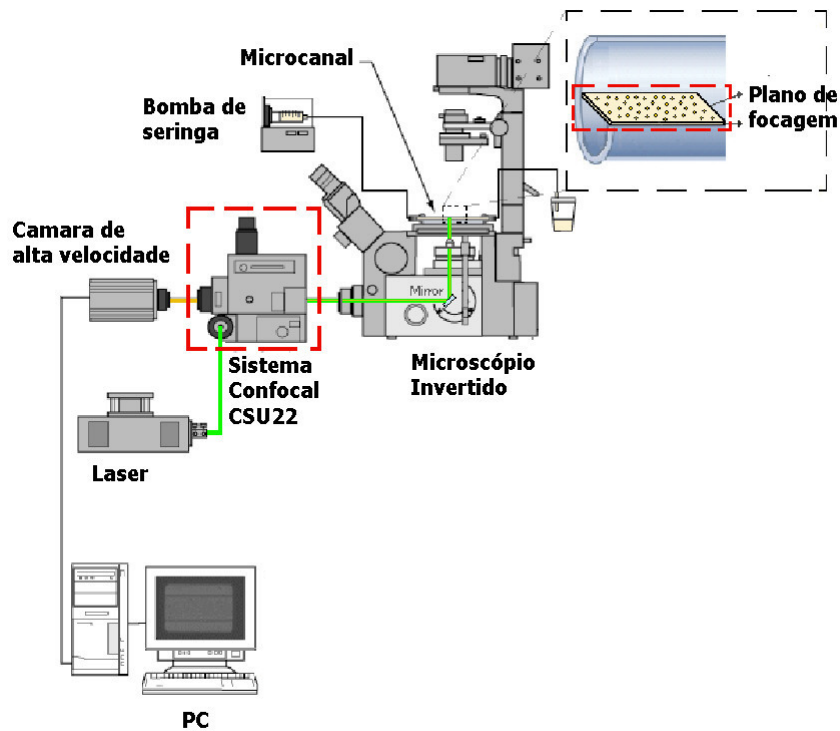 Microcanal
Bomba de
seringa
Plano de
focagem
Camara de
alta velocidade
Mirror
Sistema
Confocal
CSU22
Microscópio
Invertido
Laser
PC